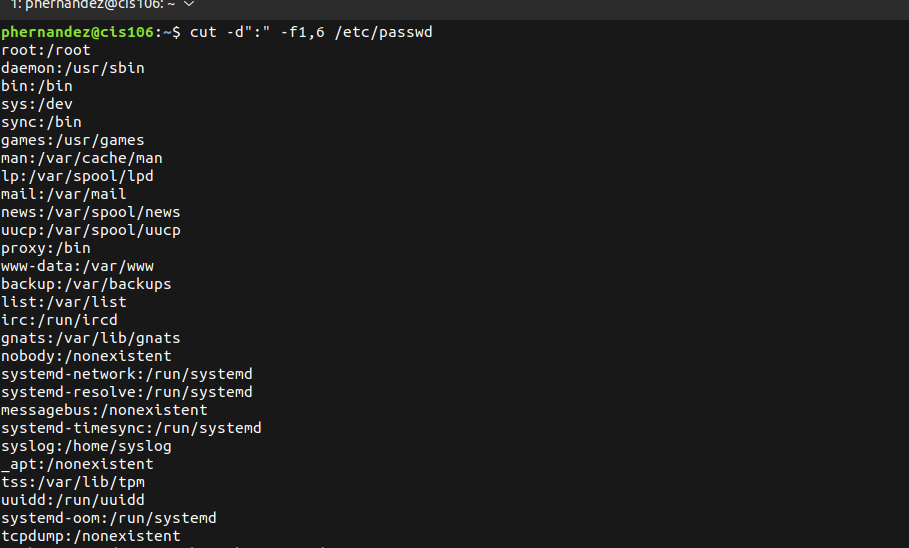 1: phernandez@cis106: ~
phernandez@cis106:~$ cut -d":" -f1,6 /etc/passwd
root:/root
daemon:/usr/sbin
bin:/bin
sys:/dev
sync:/bin
games:/usr/games
man:/var/cache/man
lp:/var/spool/lpd
mail:/var/mail
news:/var/spool/news
uucp:/var/spool/uucp
proxy:/bin
www-data:/var/www
backup:/var/backups
list:/var/list
irc:/run/ircd
gnats:/var/lib/gnats
nobody:/nonexistent
systemd-network:/run/systemd
systemd-resolve:/run/systemd
messagebus:/nonexistent
systemd-timesync:/run/systemd
syslog:/home/syslog
_apt:/nonexistent
tss:/var/lib/tpm
uuidd:/run/uuidd
systemd-oom:/run/systemd
tcpdump:/nonexistent